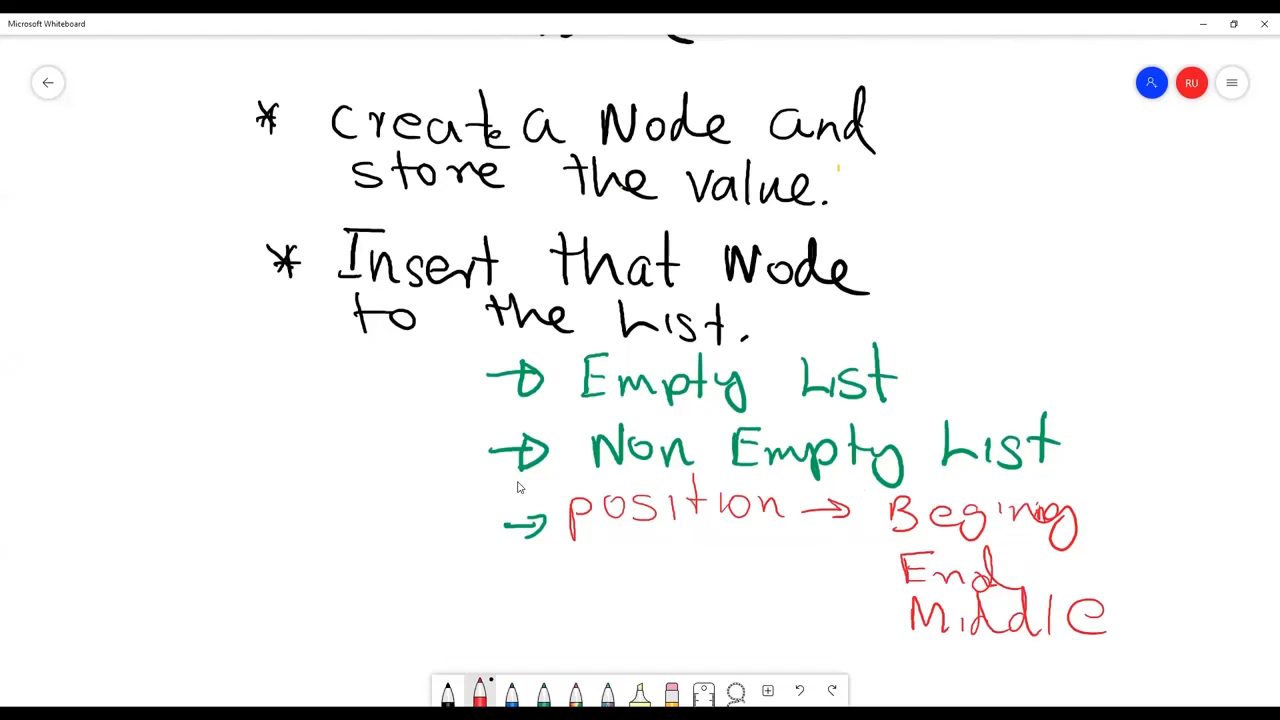 Microsoft Whiteboard
RU
* Create a Node and
store the value.
* Insert that Node
to the List.
→ Empty List
→ Non Empty List
→ position → Begining
End
Middle